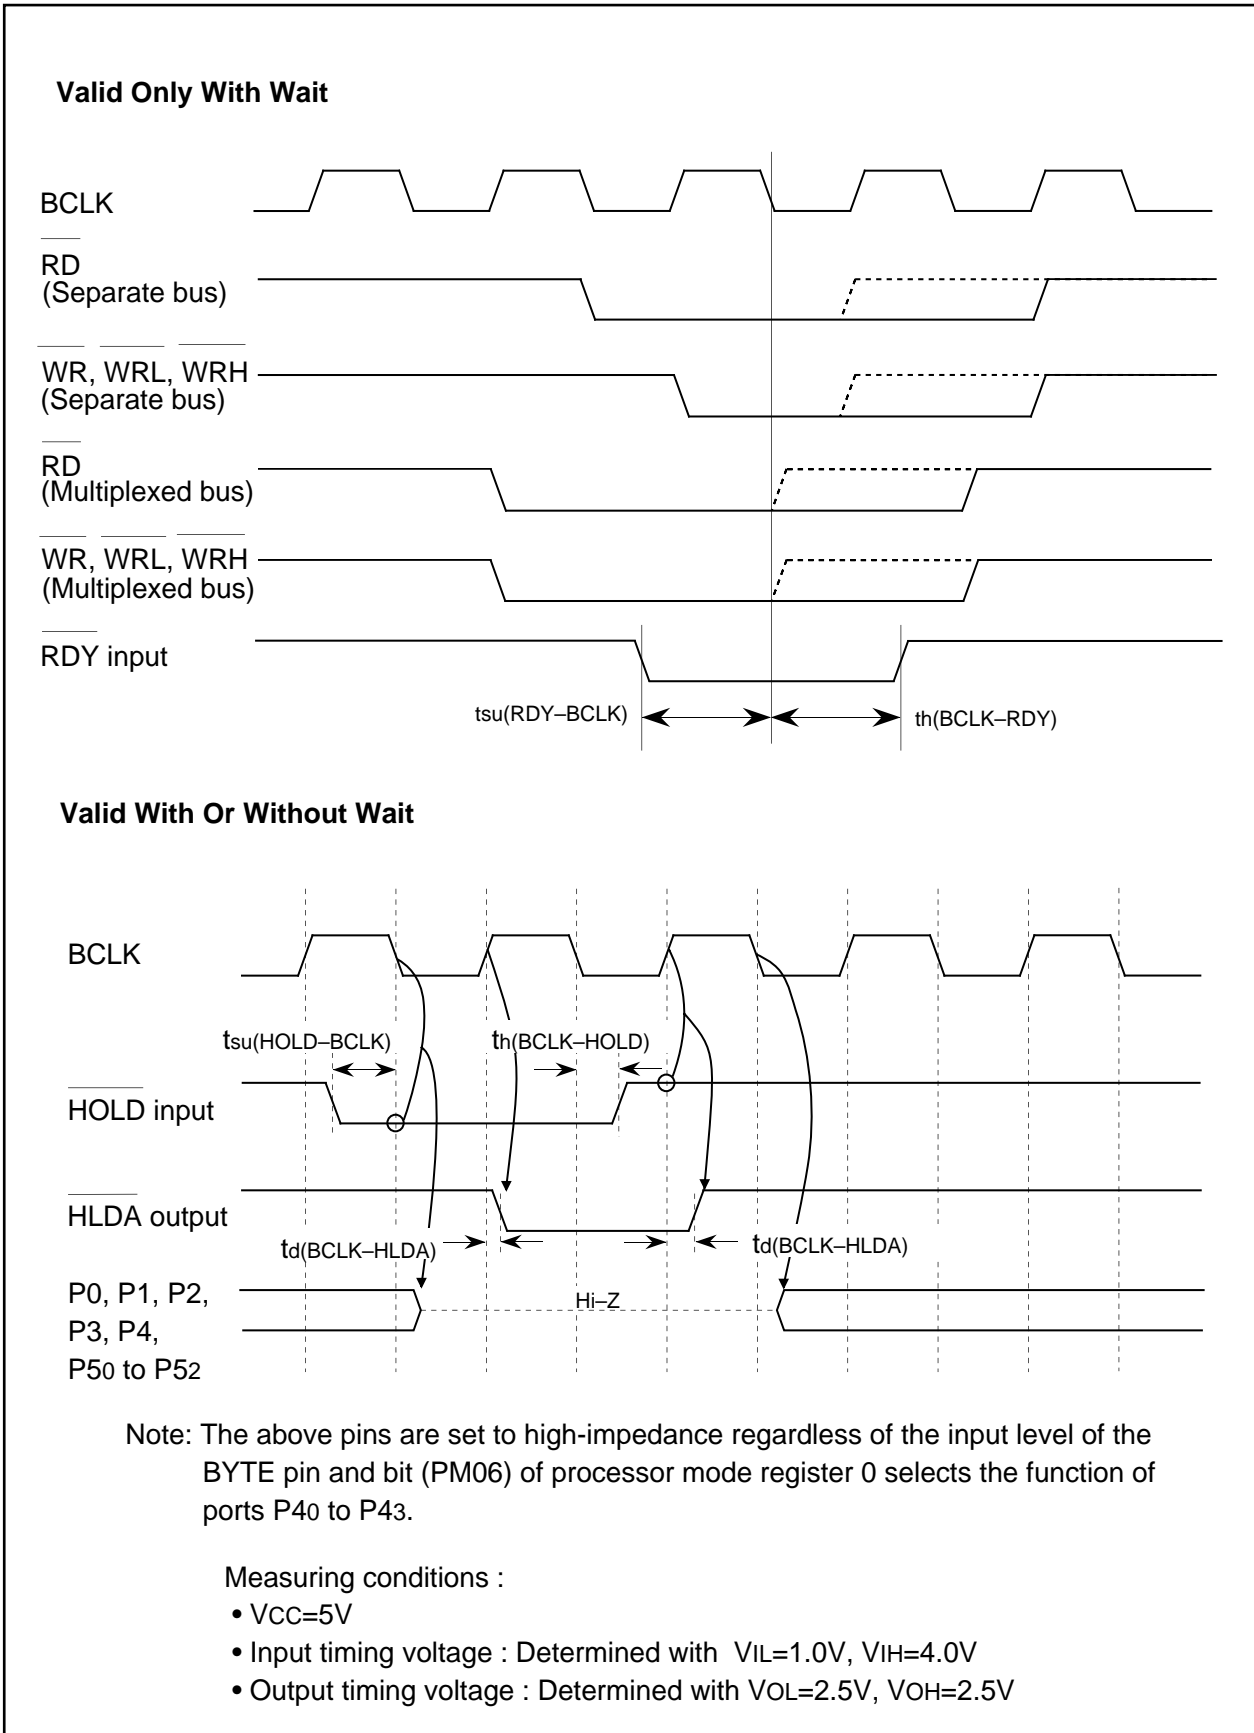 Valid Only With Wait
BCLK
RD
(Separate bus)
WR, WRL, WRH
(Separate bus)
RD
(Multiplexed bus)
WR, WRL, WRH
(Multiplexed bus)
RDY input
tsu(RDY–BCLK)
th(BCLK–RDY)
Valid With Or Without Wait
BCLK
tsu(HOLD–BCLK)
th(BCLK–HOLD)
HOLD input
HLDA output
td(BCLK–HLDA)
td(BCLK–HLDA)
P0, P1, P2,
P3, P4,
P50 to P52
Hi–Z
Note: The above pins are set to high-impedance regardless of the input level of the
BYTE pin and bit (PM06) of processor mode register 0 selects the function of
ports P40 to P43.
Measuring conditions :
• VCC=5V
• Input timing voltage : Determined with VIL=1.0V, VIH=4.0V
• Output timing voltage : Determined with VOL=2.5V, VOH=2.5V